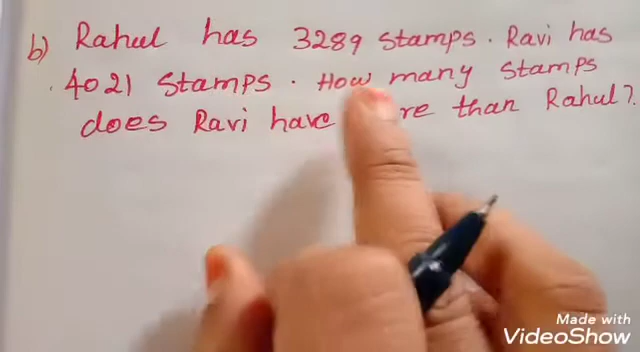 b) Rahul has 3289 stamps. Ravi has
4021 stamps. How many stamps
does Ravi have re than Rahul?
Made with
VideoShow